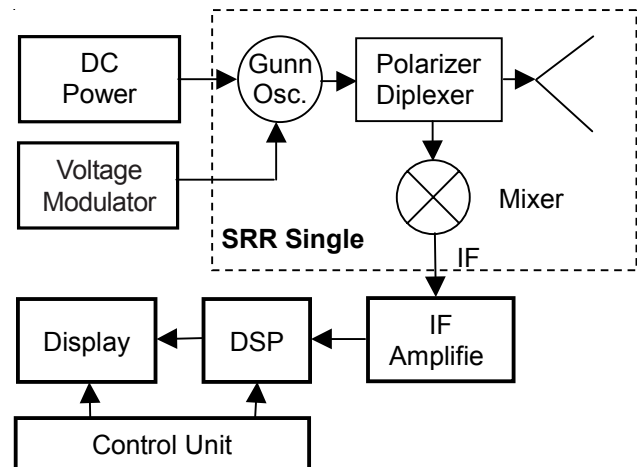 DC
Power
Gunn
Osc.
Polarizer
Diplexer
Voltage
Modulator
Mixer
SRR Single
IF
Display
DSP
IF
Amplifie
Control Unit